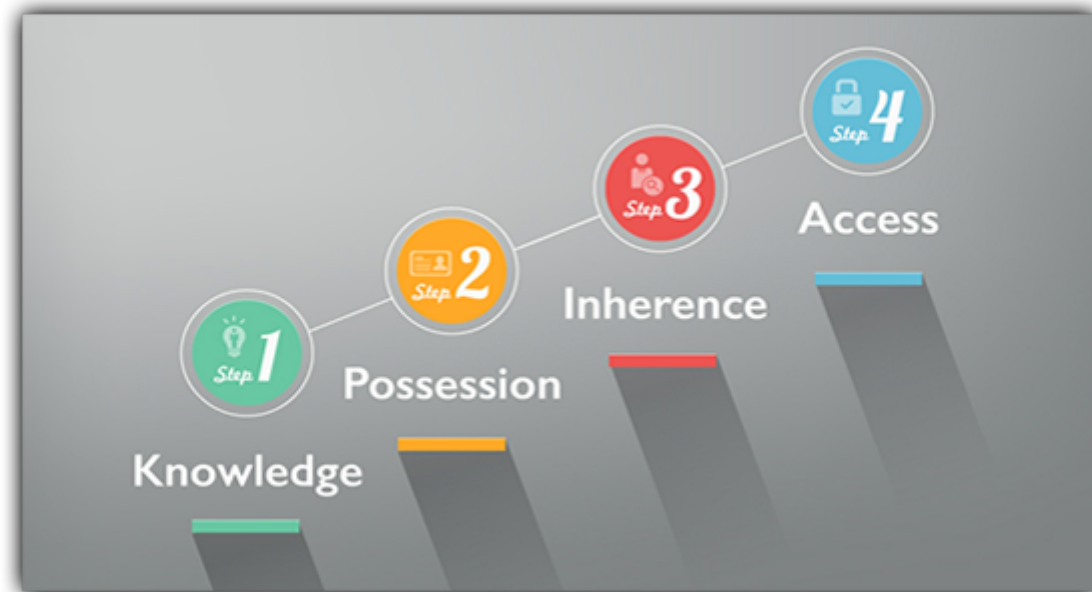 Step 1
Knowledge
Step 2
Possession
Step 3
Inherence
Step 4
Access